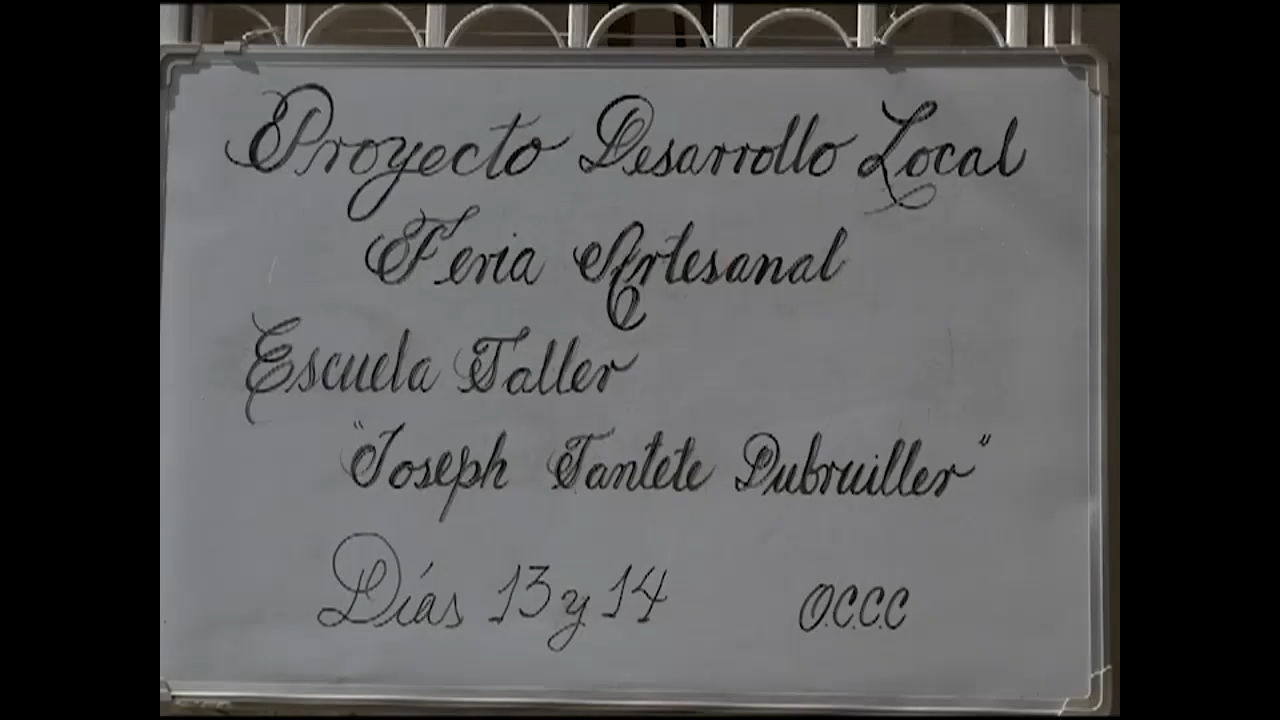 Proyecto Desarrollo Local
Feria Artesanal
Escuela Taller
"Joseph Tantete Dubruiller"
Días 13 y 14 O.C.C.C